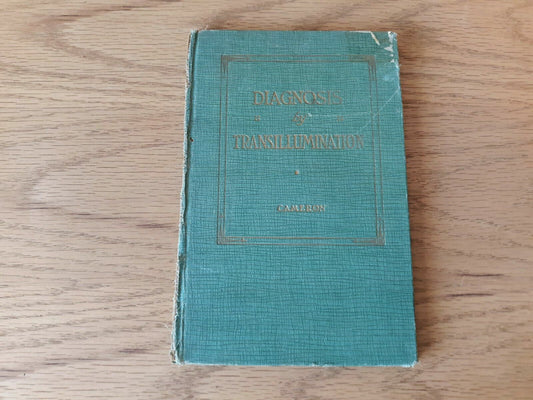 DIAGNOSIS
BY
TRANSILLUMINATION
CAMERON